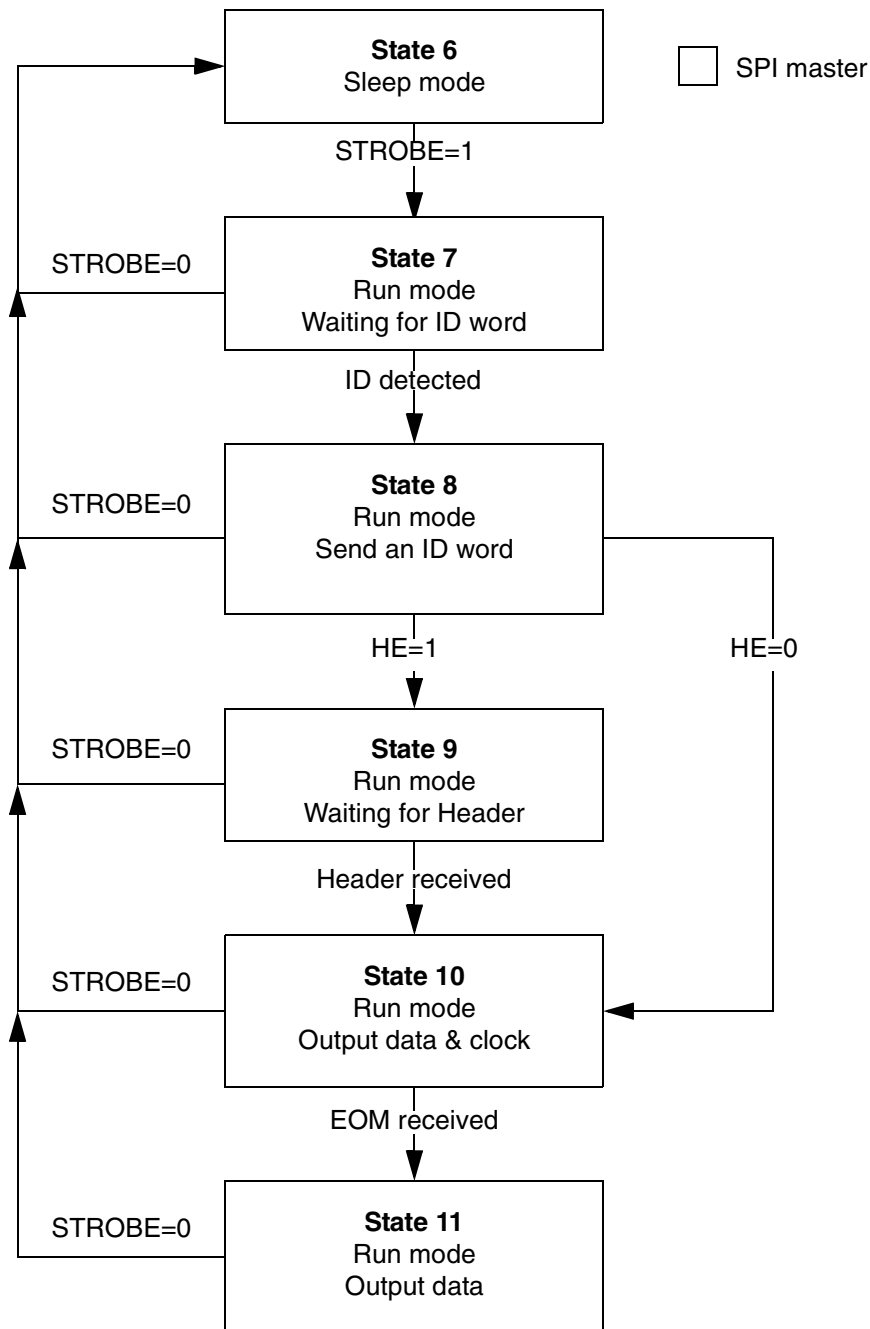 State 6
Sleep mode
SPI master
STROBE=1
State 7
Run mode
Waiting for ID word
STROBE=0
ID detected
State 8
Run mode
Send an ID word
STROBE=0
HE=1
HE=0
State 9
Run mode
Waiting for Header
STROBE=0
Header received
State 10
Run mode
Output data & clock
STROBE=0
EOM received
State 11
Run mode
Output data
STROBE=0